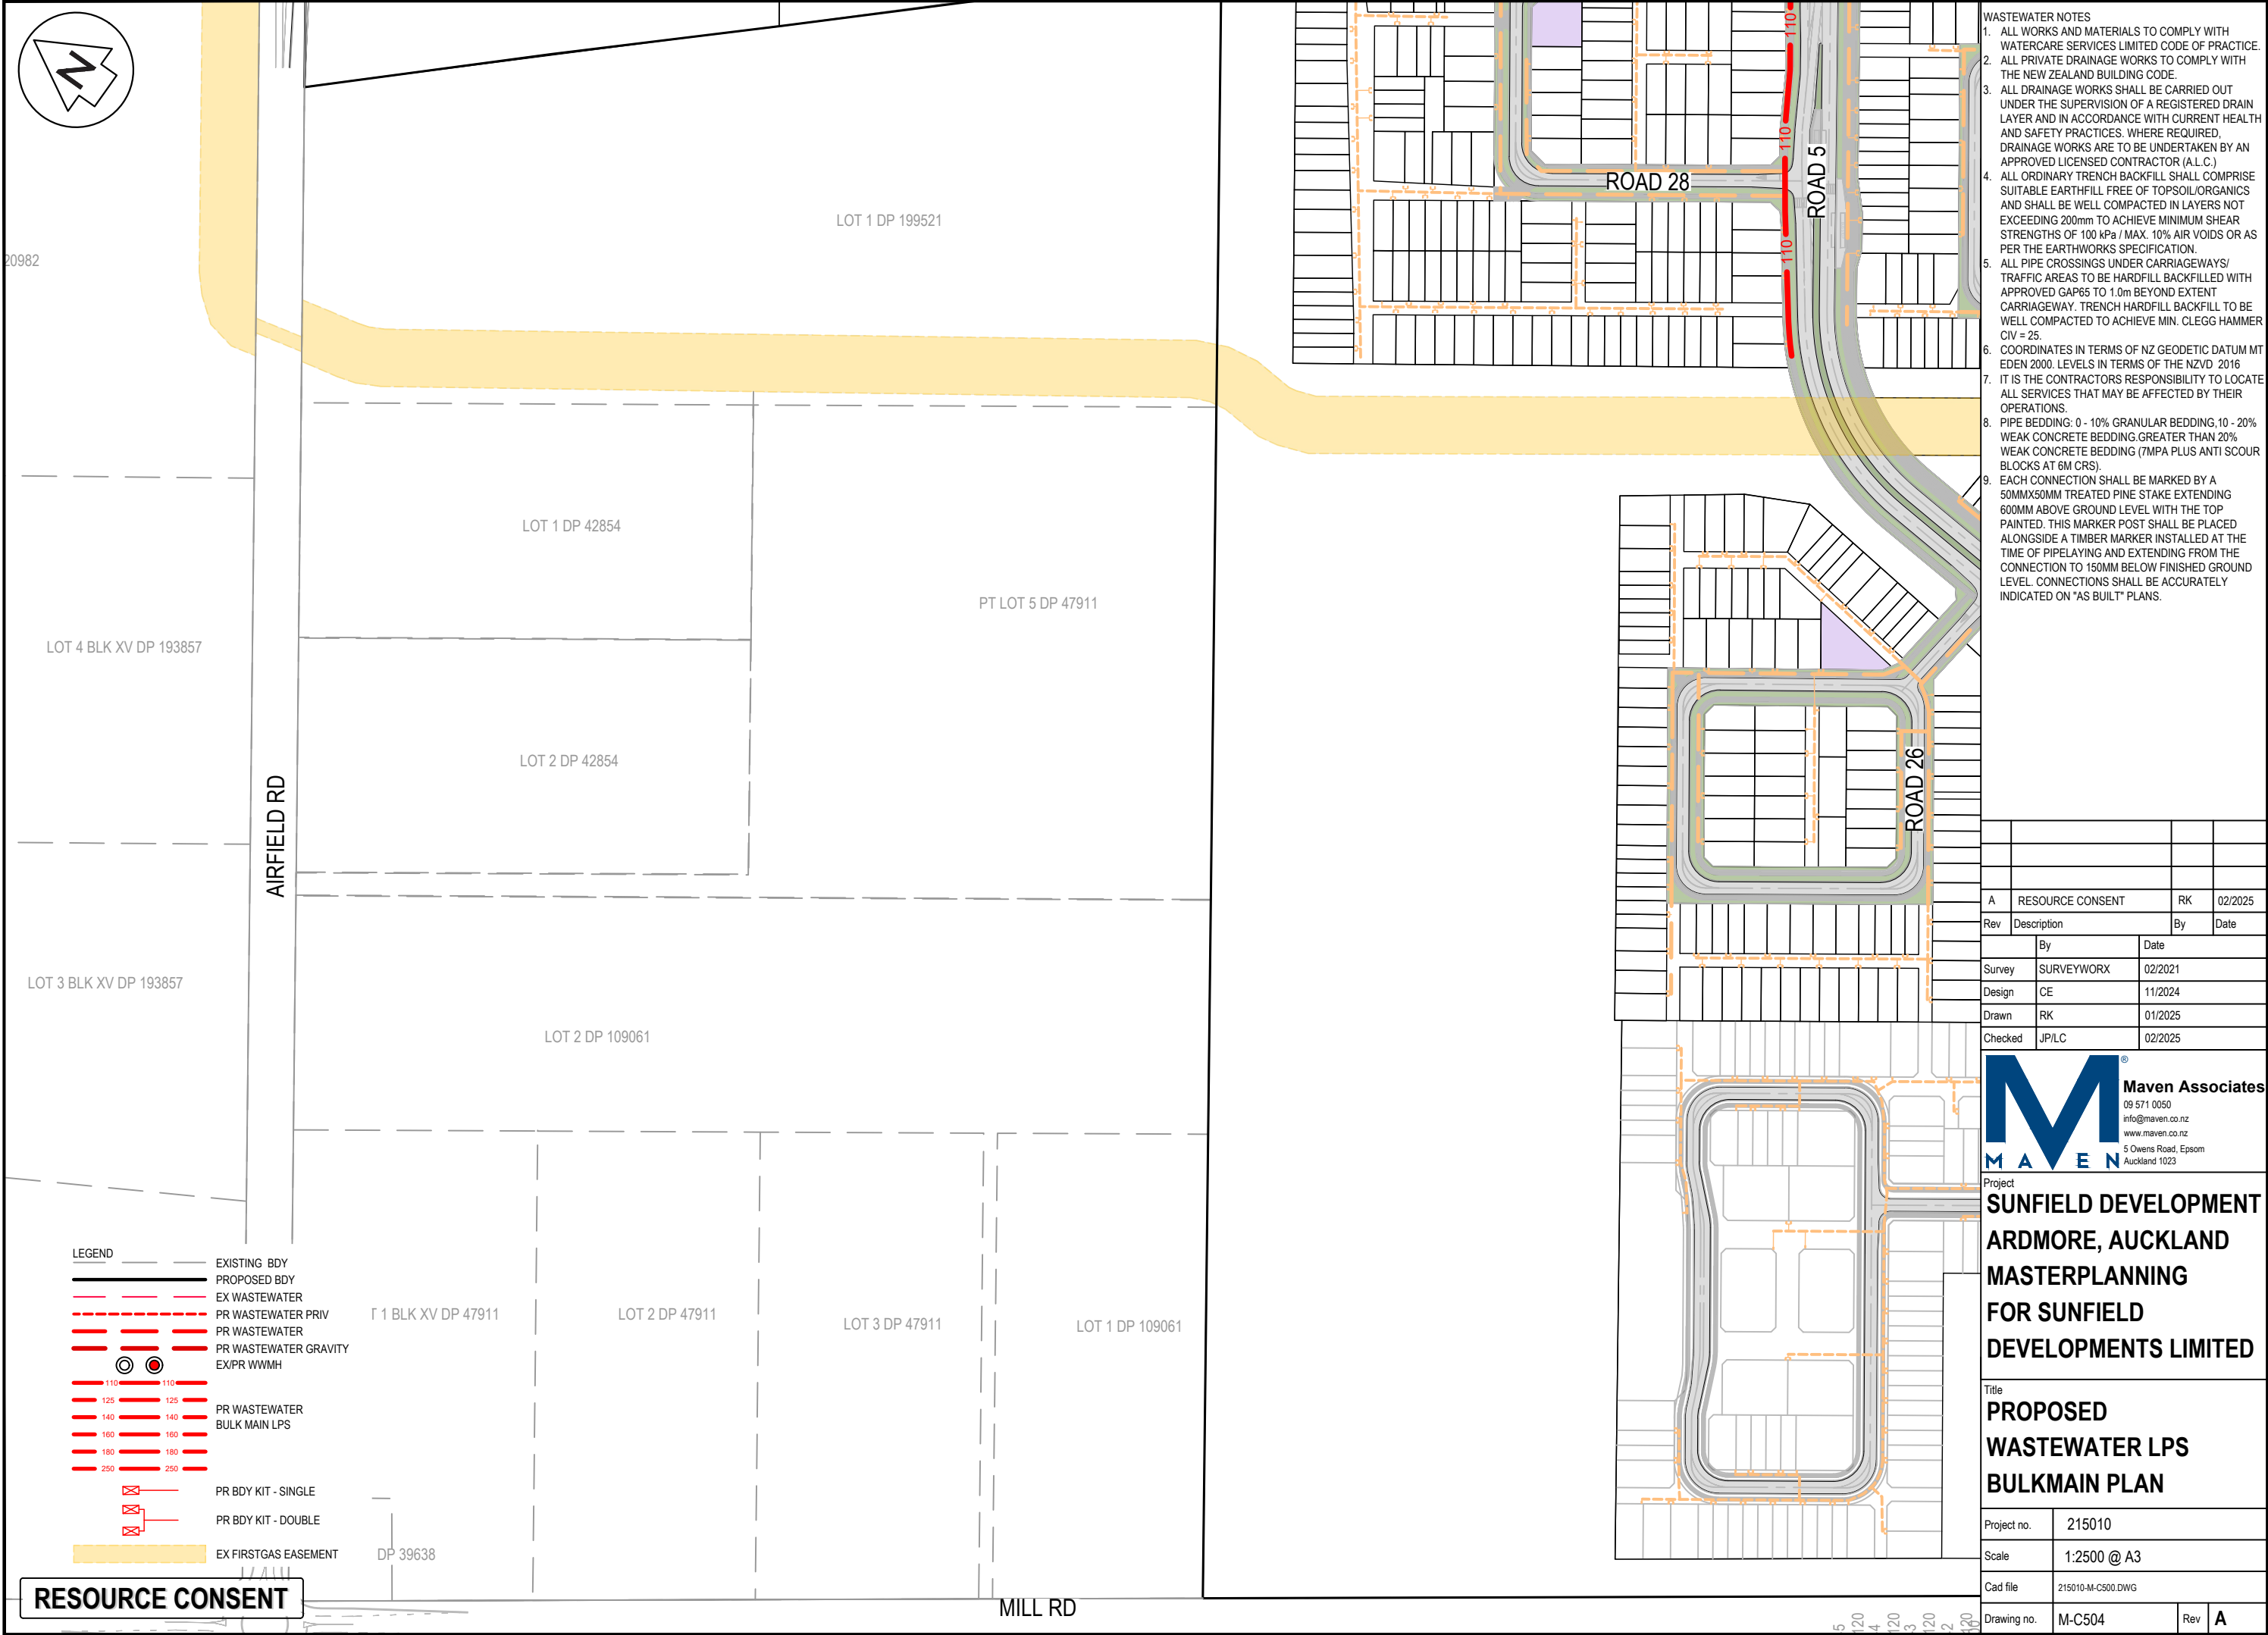 N
20982
LOT 1 DP 199521
LOT 1 DP 42854
PT LOT 5 DP 47911
LOT 4 BLK XV DP 193857
LOT 2 DP 42854
AIRFIELD RD
LOT 3 BLK XV DP 193857
LOT 2 DP 109061
T 1 BLK XV DP 47911
LOT 2 DP 47911
LOT 3 DP 47911
LOT 1 DP 109061
DP 39638
MILL RD
ROAD 28
ROAD 5
ROAD 26
110
110
110
LEGEND
EXISTING BDY
PROPOSED BDY
EX WASTEWATER
PR WASTEWATER PRIV
PR WASTEWATER
PR WASTEWATER GRAVITY
EX/PR WWMH
110 110
125 125
140 140
160 160
180 180
250 250
PR WASTEWATER
BULK MAIN LPS
PR BDY KIT - SINGLE
PR BDY KIT - DOUBLE
EX FIRSTGAS EASEMENT
RESOURCE CONSENT
5
120
4
120
3
120
2
120
WASTEWATER NOTES
1. ALL WORKS AND MATERIALS TO COMPLY WITH
WATERCARE SERVICES LIMITED CODE OF PRACTICE.
2. ALL PRIVATE DRAINAGE WORKS TO COMPLY WITH
THE NEW ZEALAND BUILDING CODE.
3. ALL DRAINAGE WORKS SHALL BE CARRIED OUT
UNDER THE SUPERVISION OF A REGISTERED DRAIN
LAYER AND IN ACCORDANCE WITH CURRENT HEALTH
AND SAFETY PRACTICES. WHERE REQUIRED,
DRAINAGE WORKS ARE TO BE UNDERTAKEN BY AN
APPROVED LICENSED CONTRACTOR (A.L.C.)
4. ALL ORDINARY TRENCH BACKFILL SHALL COMPRISE
SUITABLE EARTHFILL FREE OF TOPSOIL/ORGANICS
AND SHALL BE WELL COMPACTED IN LAYERS NOT
EXCEEDING 200mm TO ACHIEVE MINIMUM SHEAR
STRENGTHS OF 100 kPa / MAX. 10% AIR VOIDS OR AS
PER THE EARTHWORKS SPECIFICATION.
5. ALL PIPE CROSSINGS UNDER CARRIAGEWAYS/
TRAFFIC AREAS TO BE HARDFILL BACKFILLED WITH
APPROVED GAP65 TO 1.0m BEYOND EXTENT
CARRIAGEWAY. TRENCH HARDFILL BACKFILL TO BE
WELL COMPACTED TO ACHIEVE MIN. CLEGG HAMMER
CIV = 25.
6. COORDINATES IN TERMS OF NZ GEODETIC DATUM MT
EDEN 2000. LEVELS IN TERMS OF THE NZVD 2016
7. IT IS THE CONTRACTORS RESPONSIBILITY TO LOCATE
ALL SERVICES THAT MAY BE AFFECTED BY THEIR
OPERATIONS.
8. PIPE BEDDING: 0 - 10% GRANULAR BEDDING,10 - 20%
WEAK CONCRETE BEDDING.GREATER THAN 20%
WEAK CONCRETE BEDDING (7MPA PLUS ANTI SCOUR
BLOCKS AT 6M CRS).
9. EACH CONNECTION SHALL BE MARKED BY A
50MMX50MM TREATED PINE STAKE EXTENDING
600MM ABOVE GROUND LEVEL WITH THE TOP
PAINTED. THIS MARKER POST SHALL BE PLACED
ALONGSIDE A TIMBER MARKER INSTALLED AT THE
TIME OF PIPELAYING AND EXTENDING FROM THE
CONNECTION TO 150MM BELOW FINISHED GROUND
LEVEL. CONNECTIONS SHALL BE ACCURATELY
INDICATED ON "AS BUILT" PLANS.
A RESOURCE CONSENT RK 02/2025
Rev Description By Date
By Date
Survey SURVEYWORX 02/2021
Design CE 11/2024
Drawn RK 01/2025
Checked JP/LC 02/2025
®
MAVEN
Maven Associates
09 571 0050
info@maven.co.nz
www.maven.co.nz
5 Owens Road, Epsom
Auckland 1023
Project
SUNFIELD DEVELOPMENT
ARDMORE, AUCKLAND
MASTERPLANNING
FOR SUNFIELD
DEVELOPMENTS LIMITED
Title
PROPOSED
WASTEWATER LPS
BULKMAIN PLAN
Project no. 215010
Scale 1:2500 @ A3
Cad file 215010-M-C500.DWG
Drawing no. M-C504 Rev A